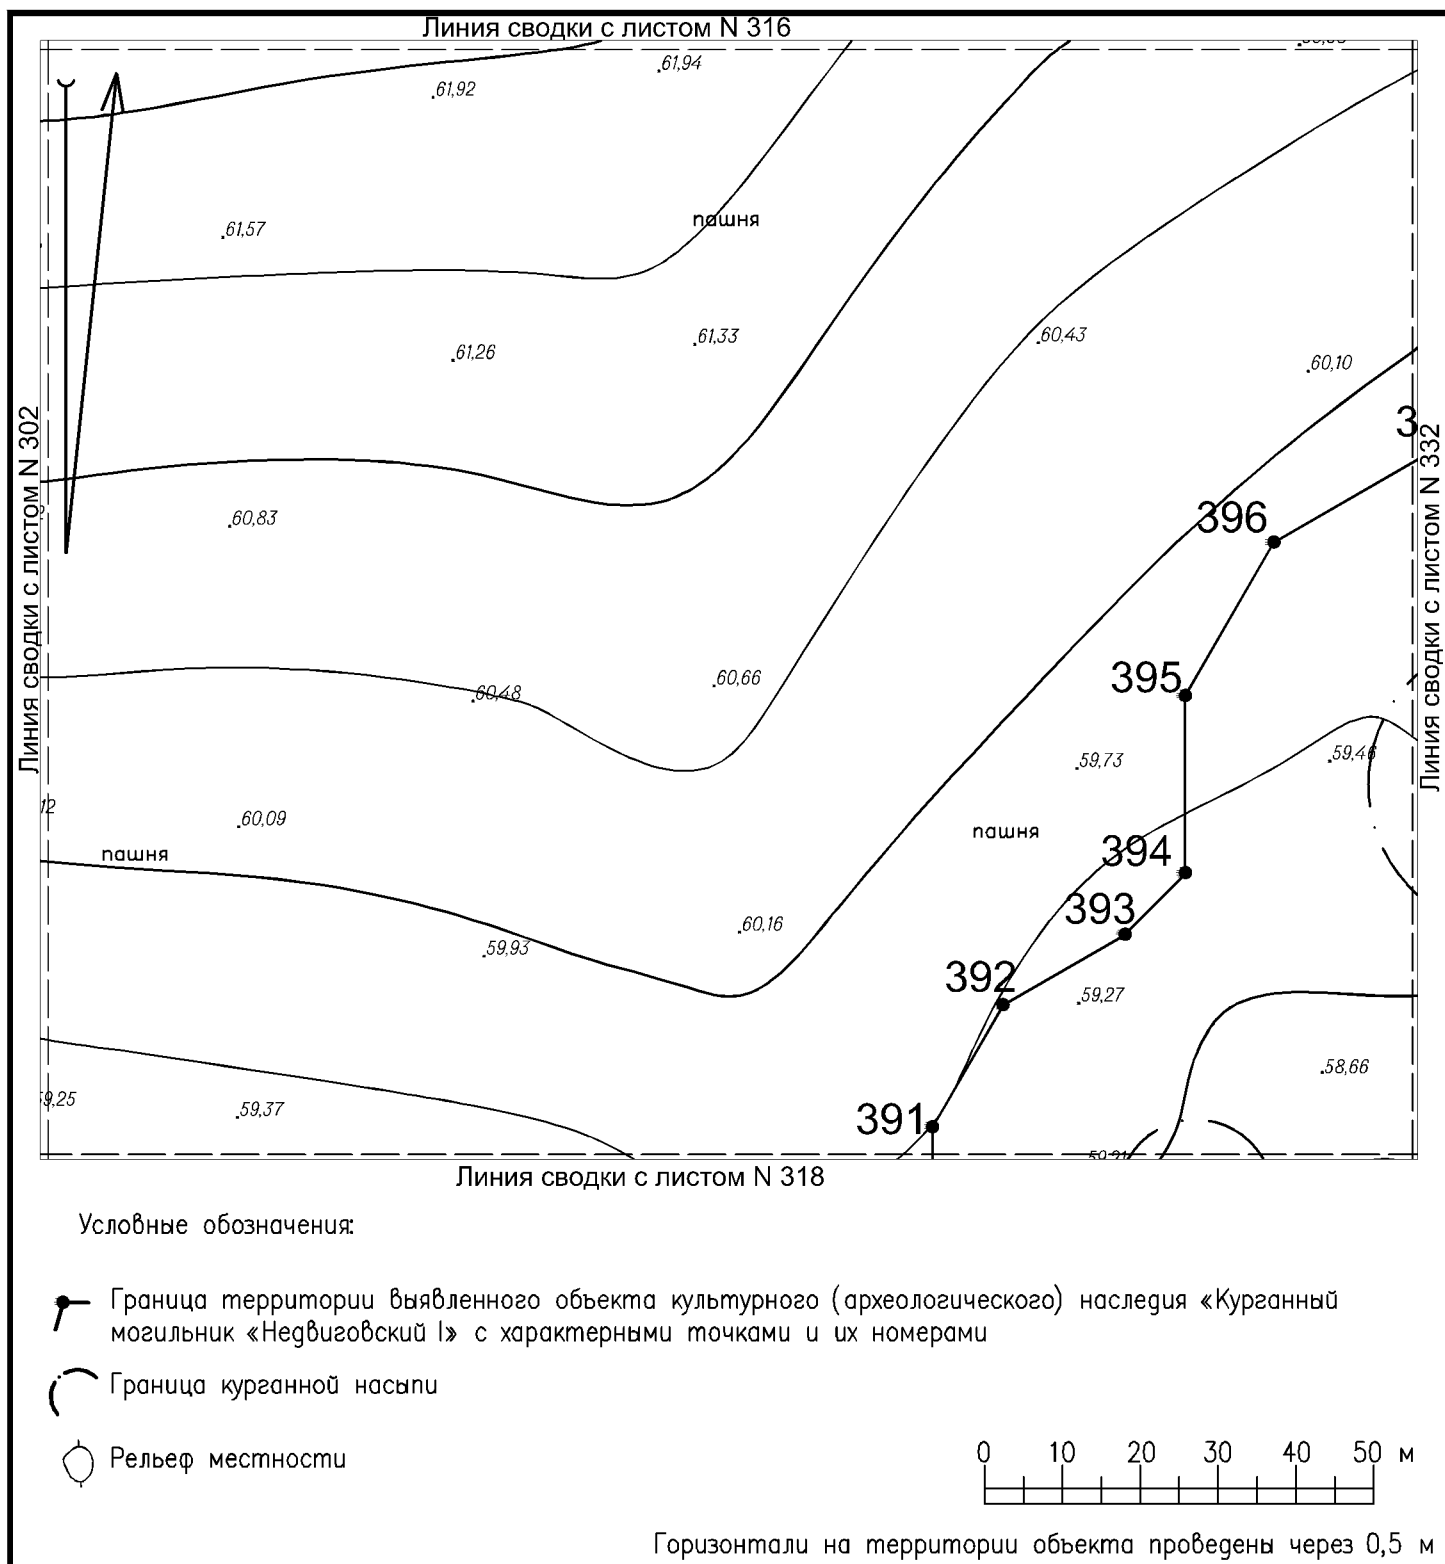 Линия сводки с листом N 316
61,94
61,92
пашня
61,57
61,33
60,43
61,26
60,10
3
Линия сводки с листом N 302
Линия сводки с листом N 332
396
60,83
395
60,66
60,48
59,73
59,46
12
60,09
пашня
пашня
394
393
60,16
59,93
392
59,27
58,66
59,25
59,37
391
Линия сводки с листом N 318
Условные обозначения:
Граница территории выявленного объекта культурного (археологического) наследия «Курганный
могильник «Недвиговский I» с характерными точками и их номерами
Граница курганной насыпи
Рельеф местности
0 10 20 30 40 50 м
Горизонтали на территории объекта проведены через 0,5 м